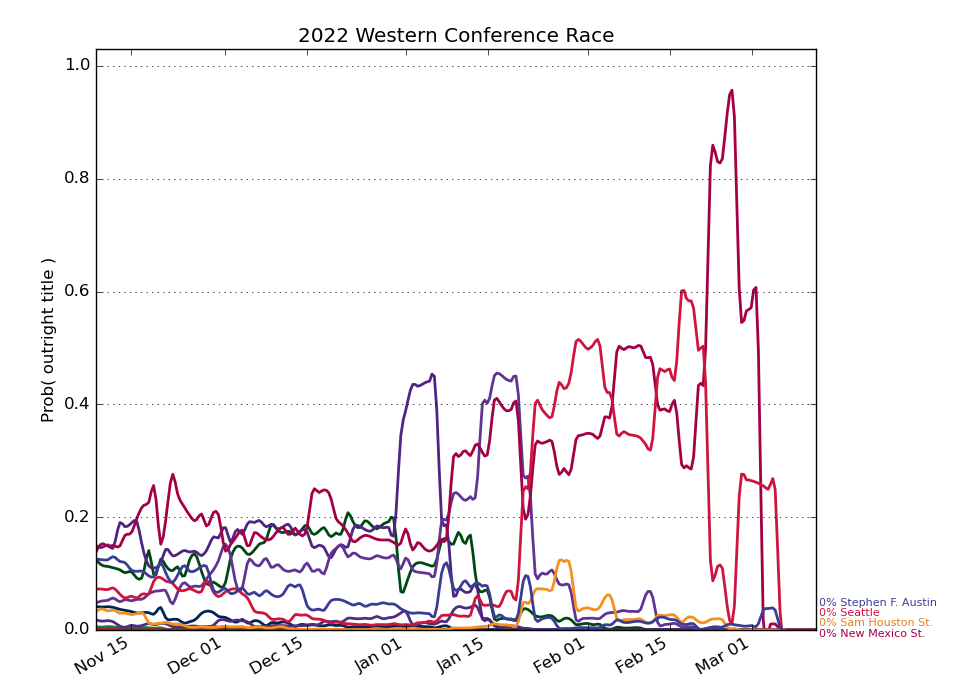 2022 Western Conference Race
Prob( outright title )
1.0
0.8
0.6
0.4
0.2
0.0
Nov 15
Dec 01
Dec 15
Jan 01
Jan 15
Feb 01
Feb 15
Mar 01
0% Stephen F. Austin
0% Seattle
0% Sam Houston St.
0% New Mexico St.